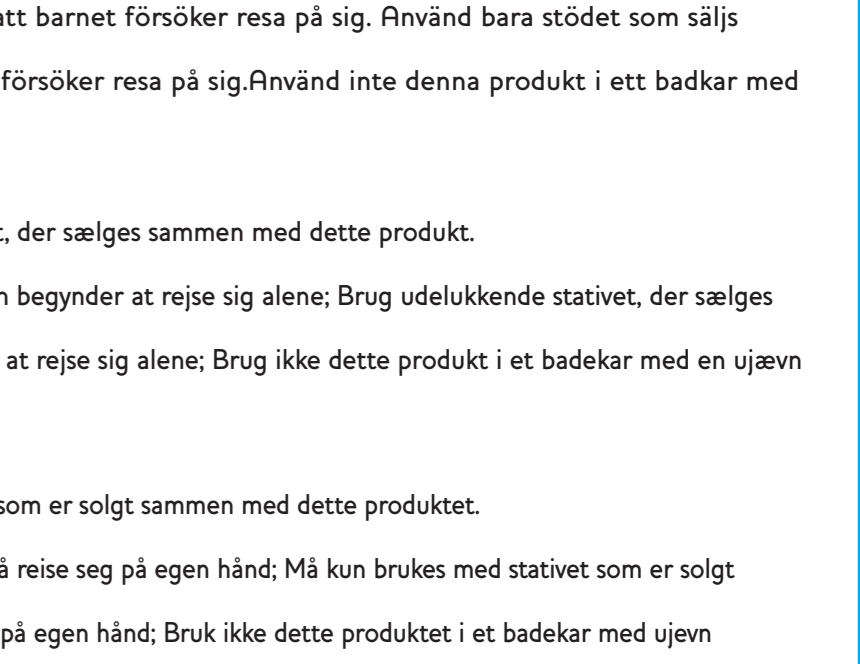 att barnet försöker resa på sig. Använd bara stödet som säljs
försöker resa på sig.Använd inte denna produkt i ett badkar med
, der sælges sammen med dette produkt.
begynder at rejse sig alene; Brug udelukkende stativet, der sælges
at rejse sig alene; Brug ikke dette produkt i et badekar med en ujævn
som er solgt sammen med dette produktet.
å reise seg på egen hånd; Må kun brukes med stativet som er solgt
på egen hånd; Bruk ikke dette produktet i et badekar med ujevn